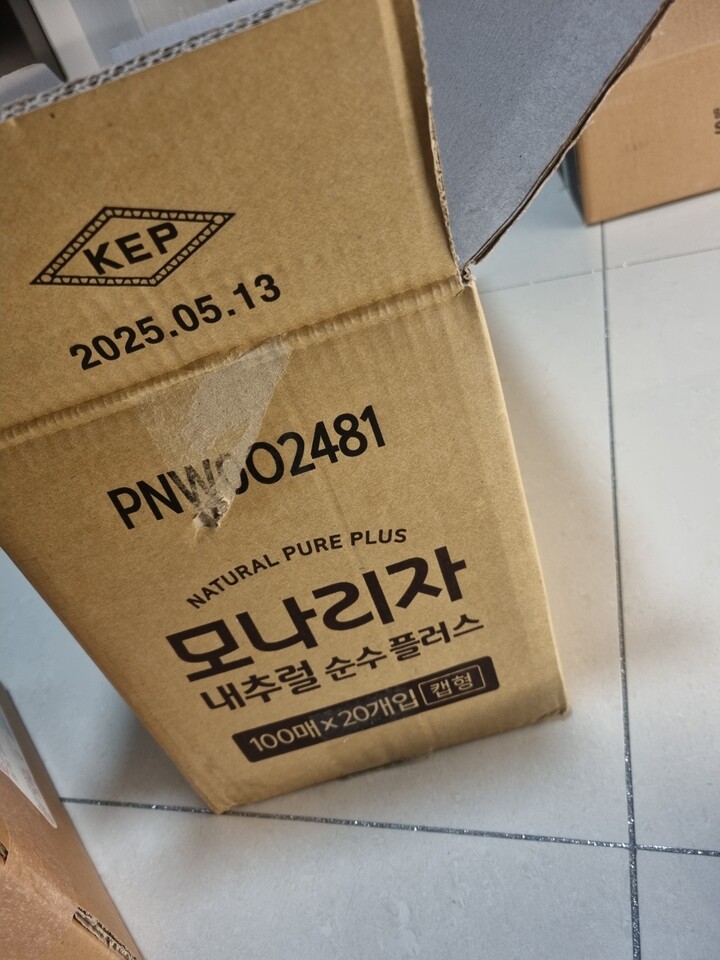 KEP
2025.05.13
PNW002481
NATURAL PURE PLUS
모나리자
내추럴 순수 플러스
100매 x 20개입 캡형